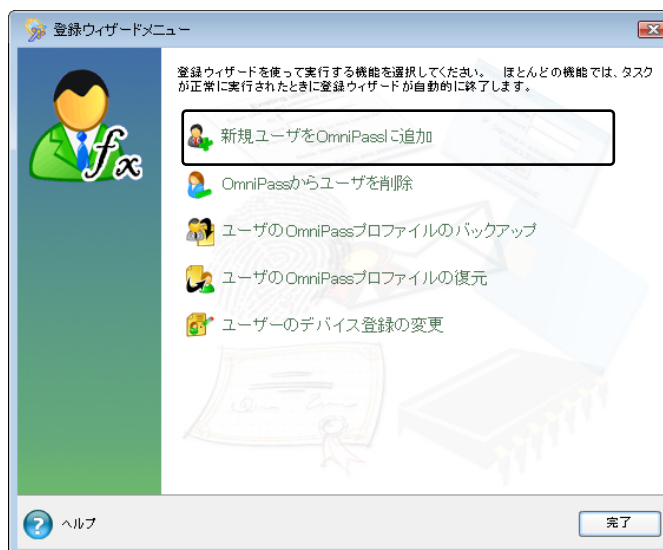 登録ウィザードメニュー
登録ウィザードを使って実行する機能を選択してください。 ほとんどの機能では、タスク
が正常に実行されたときに登録ウィザードが自動的に終了します。
新規ユーザをOmniPassに追加
OmniPassからユーザを削除
ユーザのOmniPassプロファイルのバックアップ
ユーザのOmniPassプロファイルの復元
ユーザーのデバイス登録の変更
fx
ヘルプ
完了